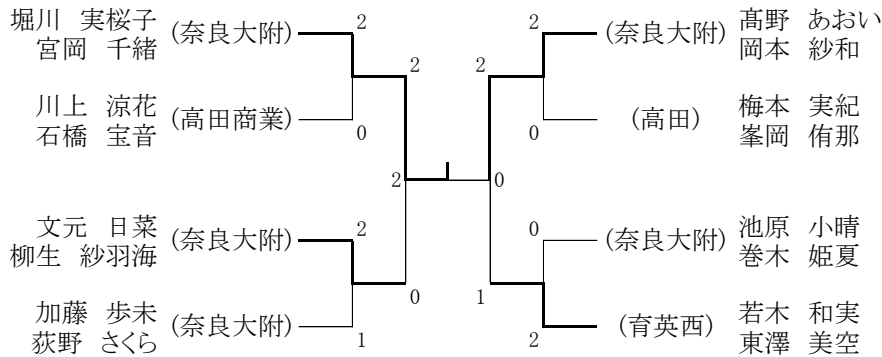 堀川 実桜子
宮岡 千緒
(奈良大附)
2
川上 涼花
石橋 宝音
(高田商業)
0
2
文元 日菜
柳生 紗羽海
(奈良大附)
2
加藤 歩未
荻野 さくら
(奈良大附)
1
0
2
0
2
2
(奈良大附)
髙野 あおい
岡本 紗和
0
(高田)
梅本 実紀
峯岡 侑那
0
(奈良大附)
池原 小晴
巻木 姫夏
1
2
(育英西)
若木 和実
東澤 美空